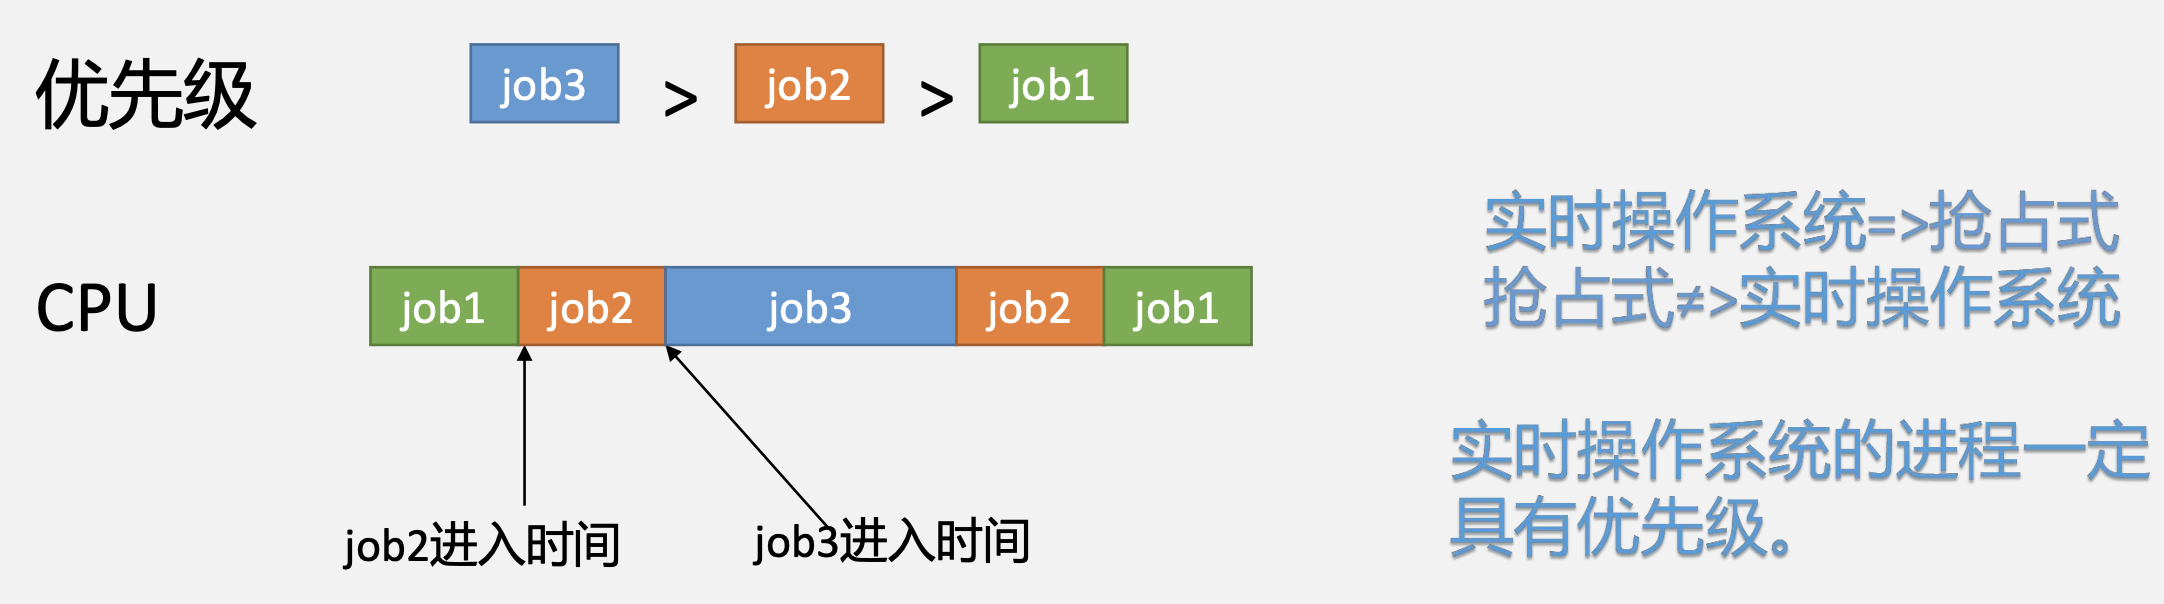 优先级 job3 > job2 > job1
实时操作系统=>抢占式
抢占式≠>实时操作系统
CPU job1 job2 job3 job2 job1
实时操作系统的进程一定
具有优先级。
job2进入时间 job3进入时间